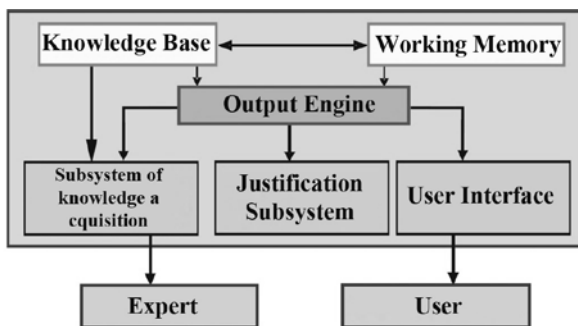 Knowledge Base
Working Memory
Output Engine
Subsystem of
knowledge a
cquisition
Justification
Subsystem
User Interface
Expert
User